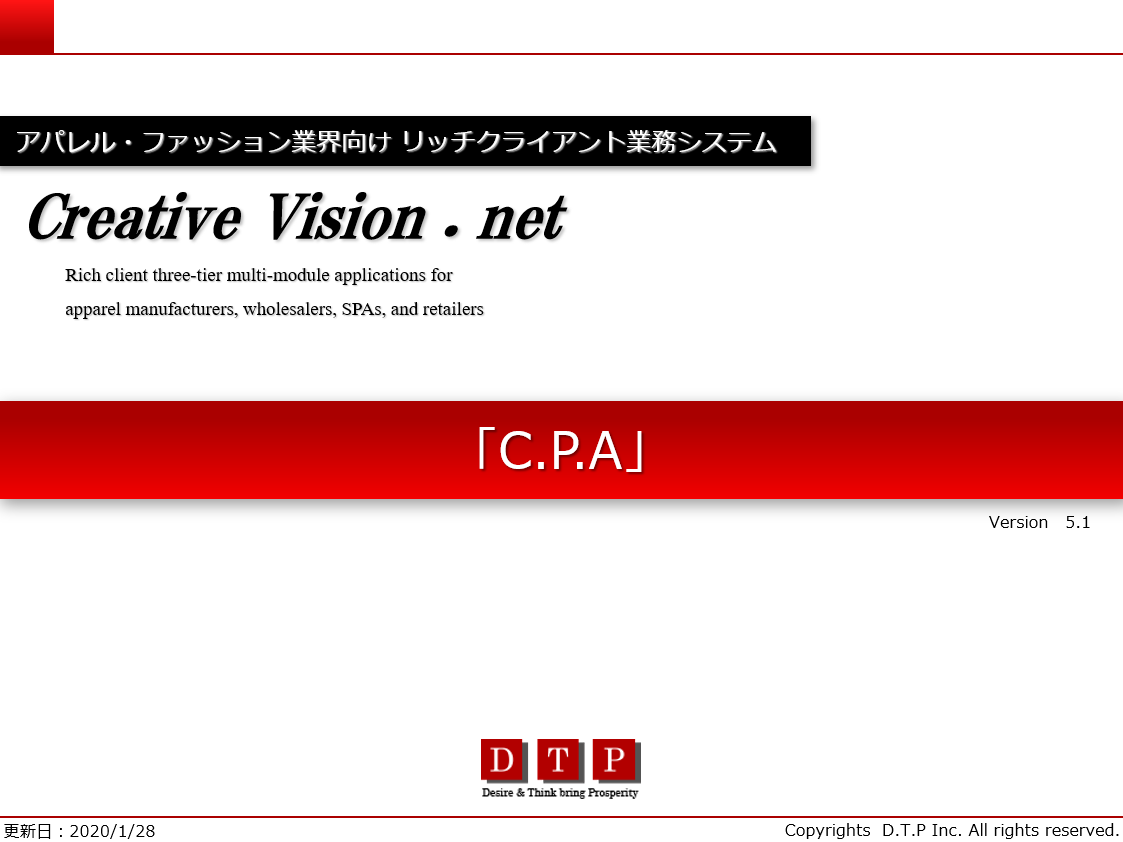 アパレル・ファッション業界向け リッチクライアント業務システム
Creative Vision . net
Rich client three-tier multi-module applications for
apparel manufacturers, wholesalers, SPAs, and retailers
「C.P.A」
Version 5.1
D T P
Desire & Think bring Prosperity
更新日：2020/1/28
Copyrights D.T.P Inc. All rights reserved.